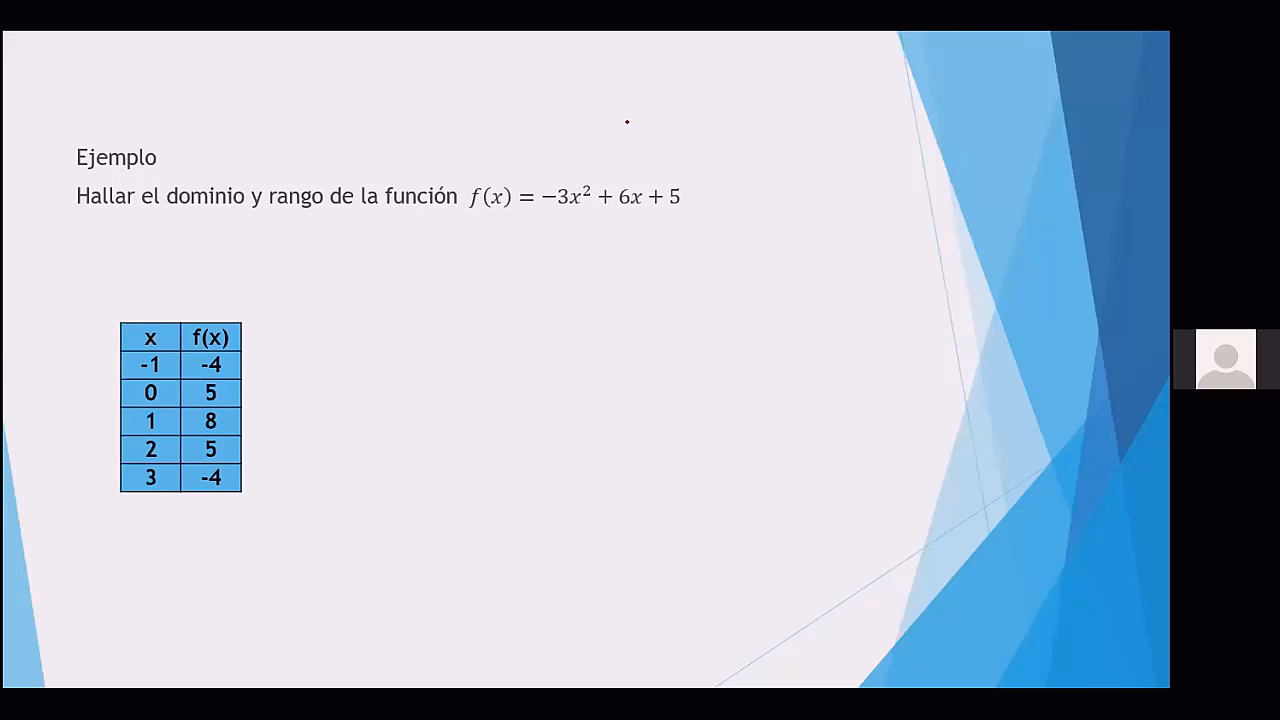 Ejemplo
Hallar el dominio y rango de la función f(x) = −3x² + 6x + 5
x f(x)
-1 -4
0 5
1 8
2 5
3 -4